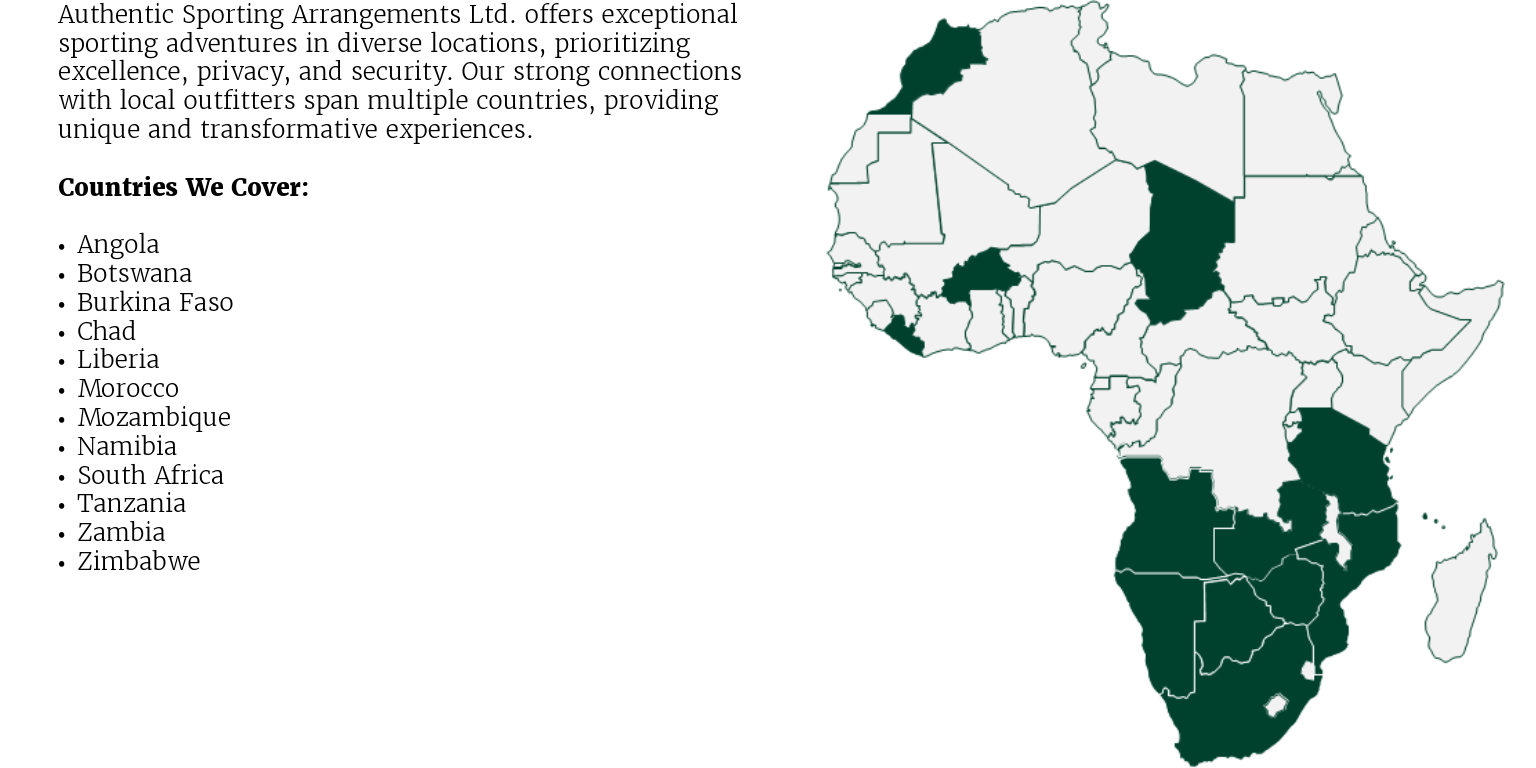 Authentic Sporting Arrangements Ltd. offers exceptional
sporting adventures in diverse locations, prioritizing
excellence, privacy, and security. Our strong connections
with local outfitters span multiple countries, providing
unique and transformative experiences.
Countries We Cover:
• Angola
• Botswana
• Burkina Faso
• Chad
• Liberia
• Morocco
• Mozambique
• Namibia
• South Africa
• Tanzania
• Zambia
• Zimbabwe